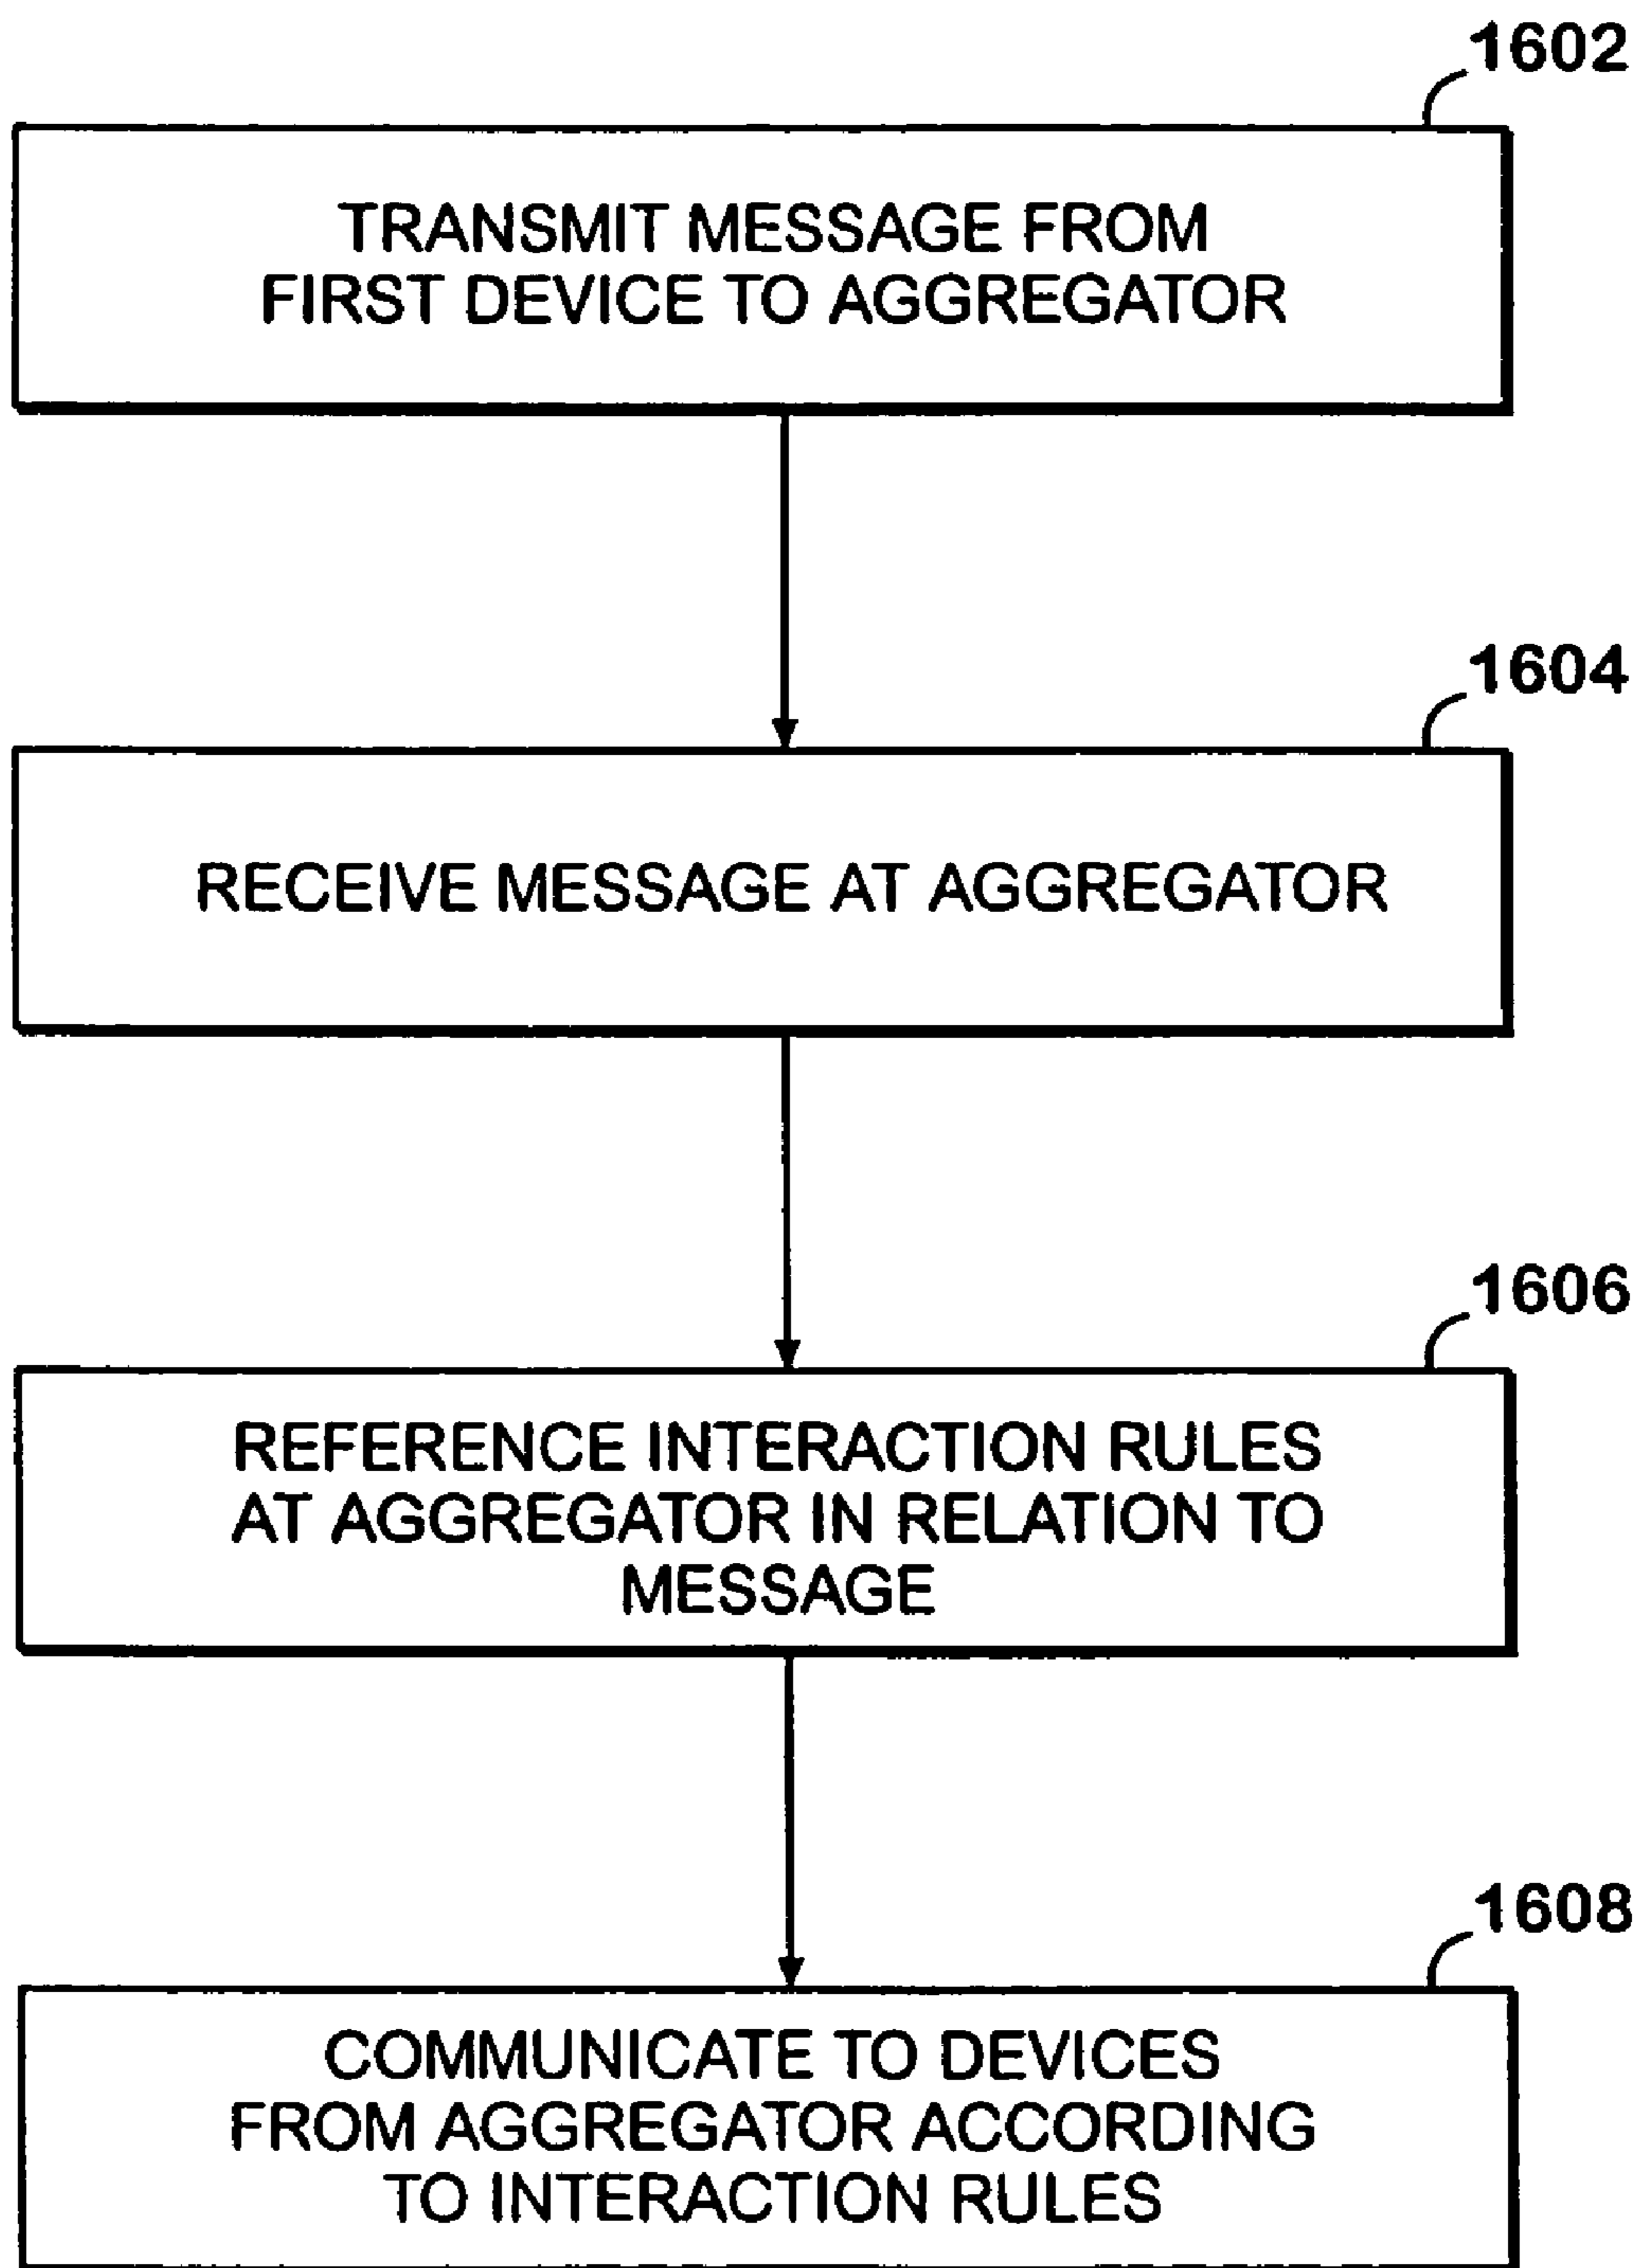 1602
TRANSMIT MESSAGE FROM
FIRST DEVICE TO AGGREGATOR
1604
RECEIVE MESSAGE AT AGGREGATOR
1606
REFERENCE INTERACTION RULES
AT AGGREGATOR IN RELATION TO
MESSAGE
1608
COMMUNICATE TO DEVICES
FROM AGGREGATOR ACCORDING
TO INTERACTION RULES